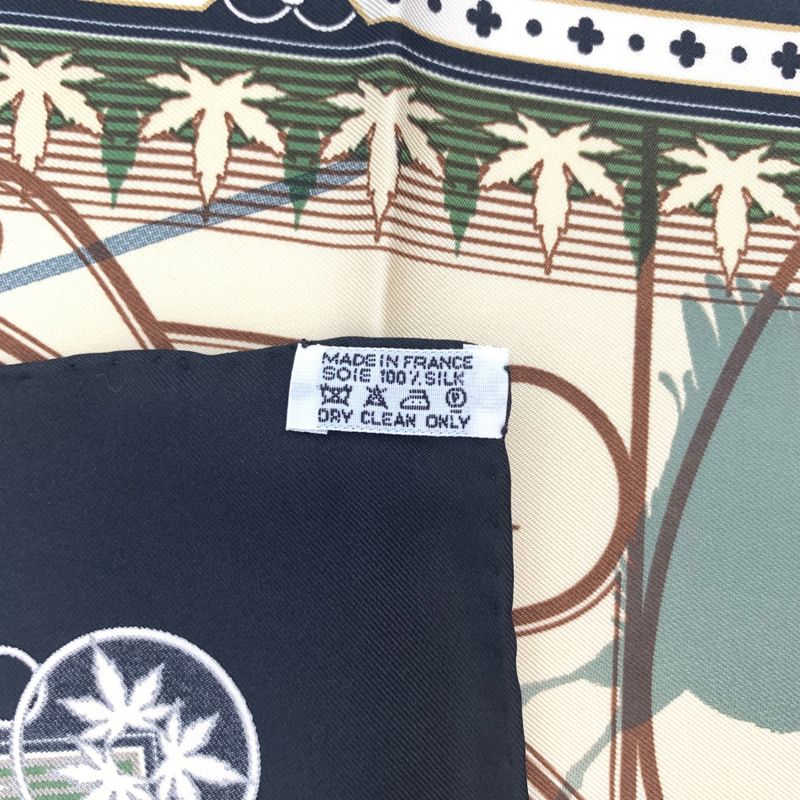 MADE IN FRANCE
SOIE 100% SILK
P
DRY CLEAN ONLY